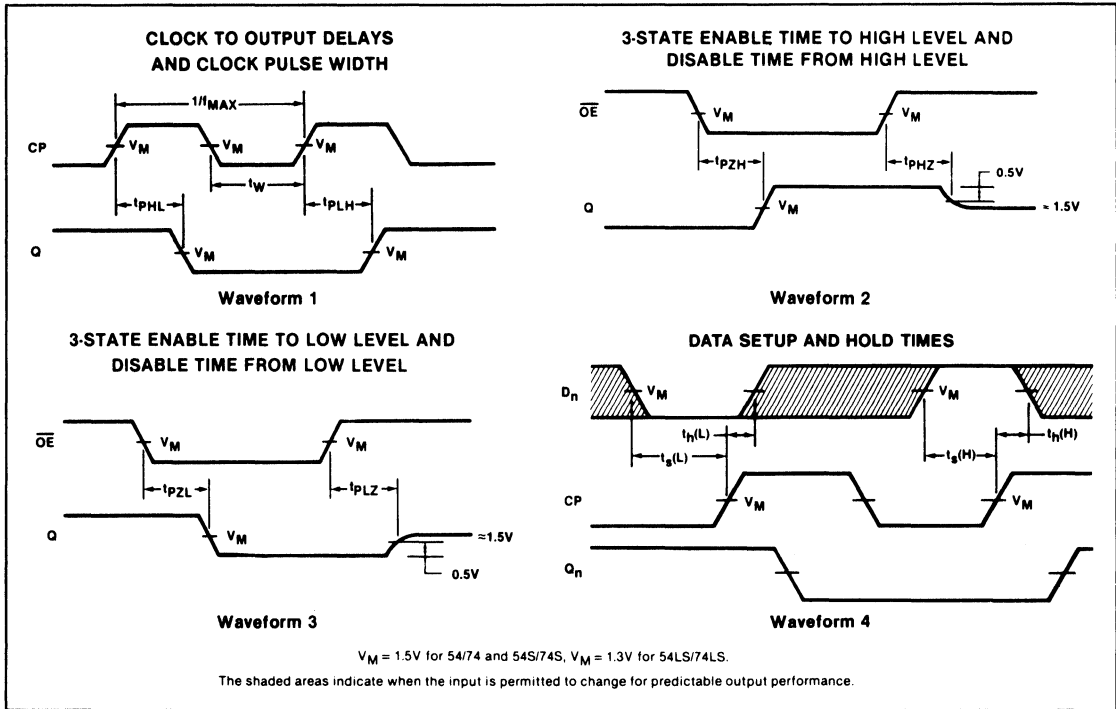 CLOCK TO OUTPUT DELAYS
AND CLOCK PULSE WIDTH
1/fMAX
CP
VM
VM
VM
tW
tPHL
tPLH
Q
VM
VM
Waveform 1
3-STATE ENABLE TIME TO HIGH LEVEL AND
DISABLE TIME FROM HIGH LEVEL
OE
VM
VM
tPZH
tPHZ
0.5V
Q
VM
≈ 1.5V
Waveform 2
3-STATE ENABLE TIME TO LOW LEVEL AND
DISABLE TIME FROM LOW LEVEL
OE
VM
VM
tPZL
tPLZ
Q
VM
≈1.5V
0.5V
Waveform 3
DATA SETUP AND HOLD TIMES
Dn
VM
VM
th(L)
th(H)
ts(L)
ts(H)
CP
VM
VM
Qn
Waveform 4
VM = 1.5V for 54/74 and 54S/74S, VM = 1.3V for 54LS/74LS.
The shaded areas indicate when the input is permitted to change for predictable output performance.